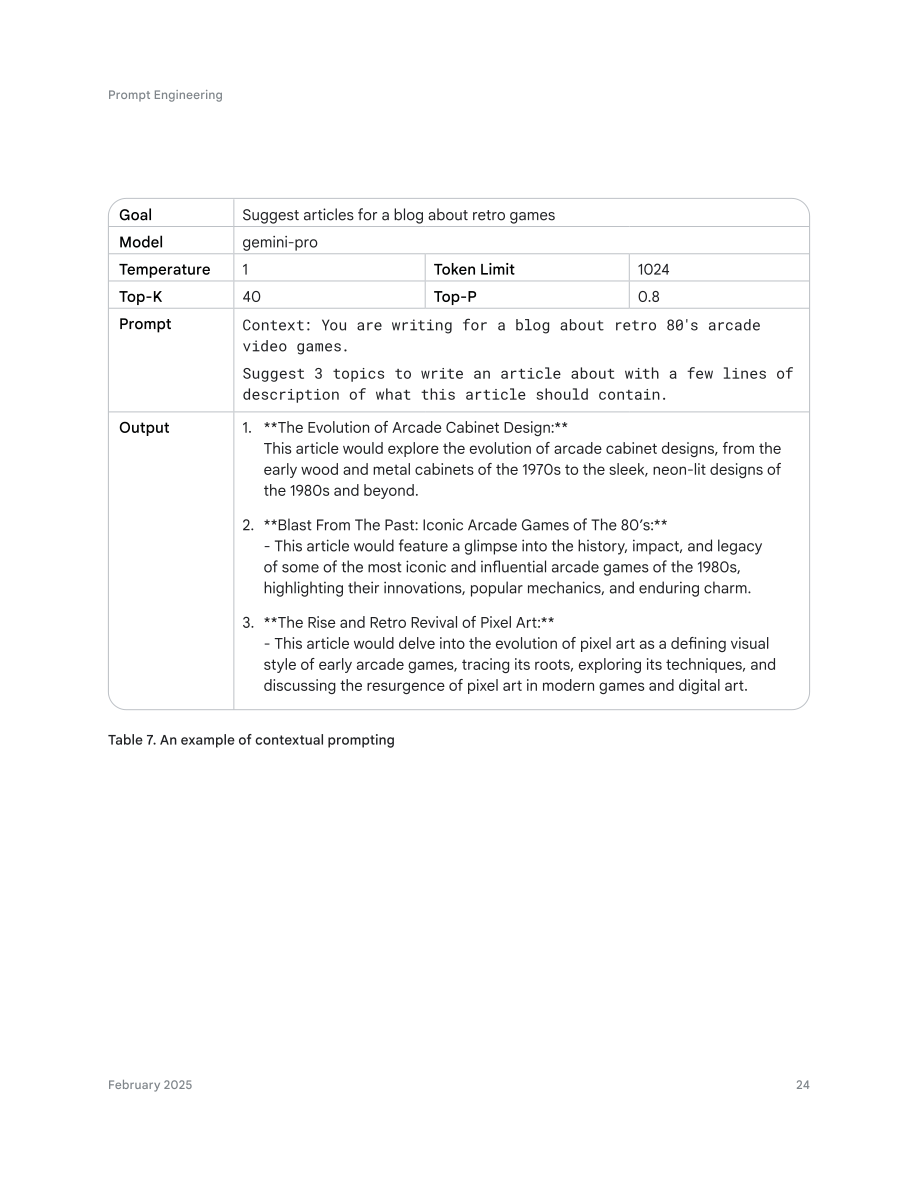 Prompt Engineering
Goal
Suggest articles for a blog about retro games
Model
gemini-pro
Temperature
1
Token Limit
1024
Top-K
40
Top-P
0.8
Prompt
Context: You are writing for a blog about retro 80's arcade
video games.
Suggest 3 topics to write an article about with a few lines of
description of what this article should contain.
Output
1. **The Evolution of Arcade Cabinet Design:**
This article would explore the evolution of arcade cabinet designs, from the
early wood and metal cabinets of the 1970s to the sleek, neon-lit designs of
the 1980s and beyond.
2. **Blast From The Past: Iconic Arcade Games of The 80's:**
- This article would feature a glimpse into the history, impact, and legacy
of some of the most iconic and influential arcade games of the 1980s,
highlighting their innovations, popular mechanics, and enduring charm.
3. **The Rise and Retro Revival of Pixel Art:**
- This article would delve into the evolution of pixel art as a defining visual
style of early arcade games, tracing its roots, exploring its techniques, and
discussing the resurgence of pixel art in modern games and digital art.
Table 7. An example of contextual prompting
February 2025
24